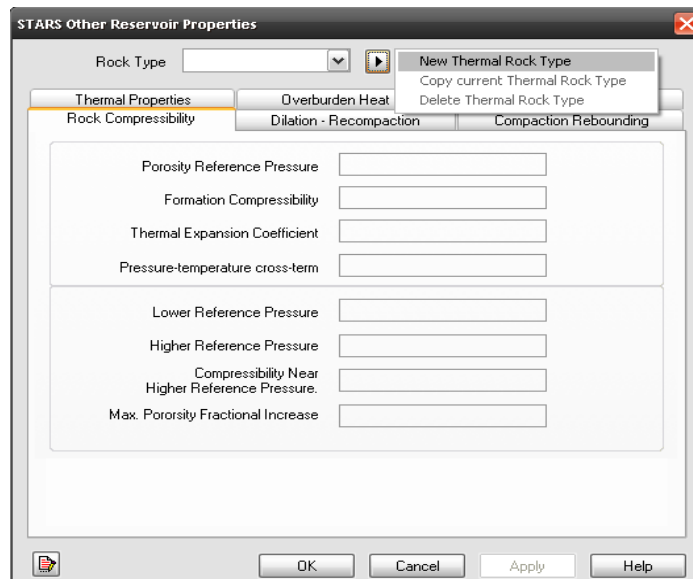 STARS Other Reservoir Properties
Rock Type
New Thermal Rock Type
Copy current Thermal Rock Type
Delete Thermal Rock Type
Thermal Properties
Overburden Heat
Rock Compressibility
Dilation - Recompaction
Compaction Rebounding
Porosity Reference Pressure
Formation Compressibility
Thermal Expansion Coefficient
Pressure-temperature cross-term
Lower Reference Pressure
Higher Reference Pressure
Compressibility Near
Higher Reference Pressure.
Max. Pororsity Fractional Increase
OK
Cancel
Apply
Help